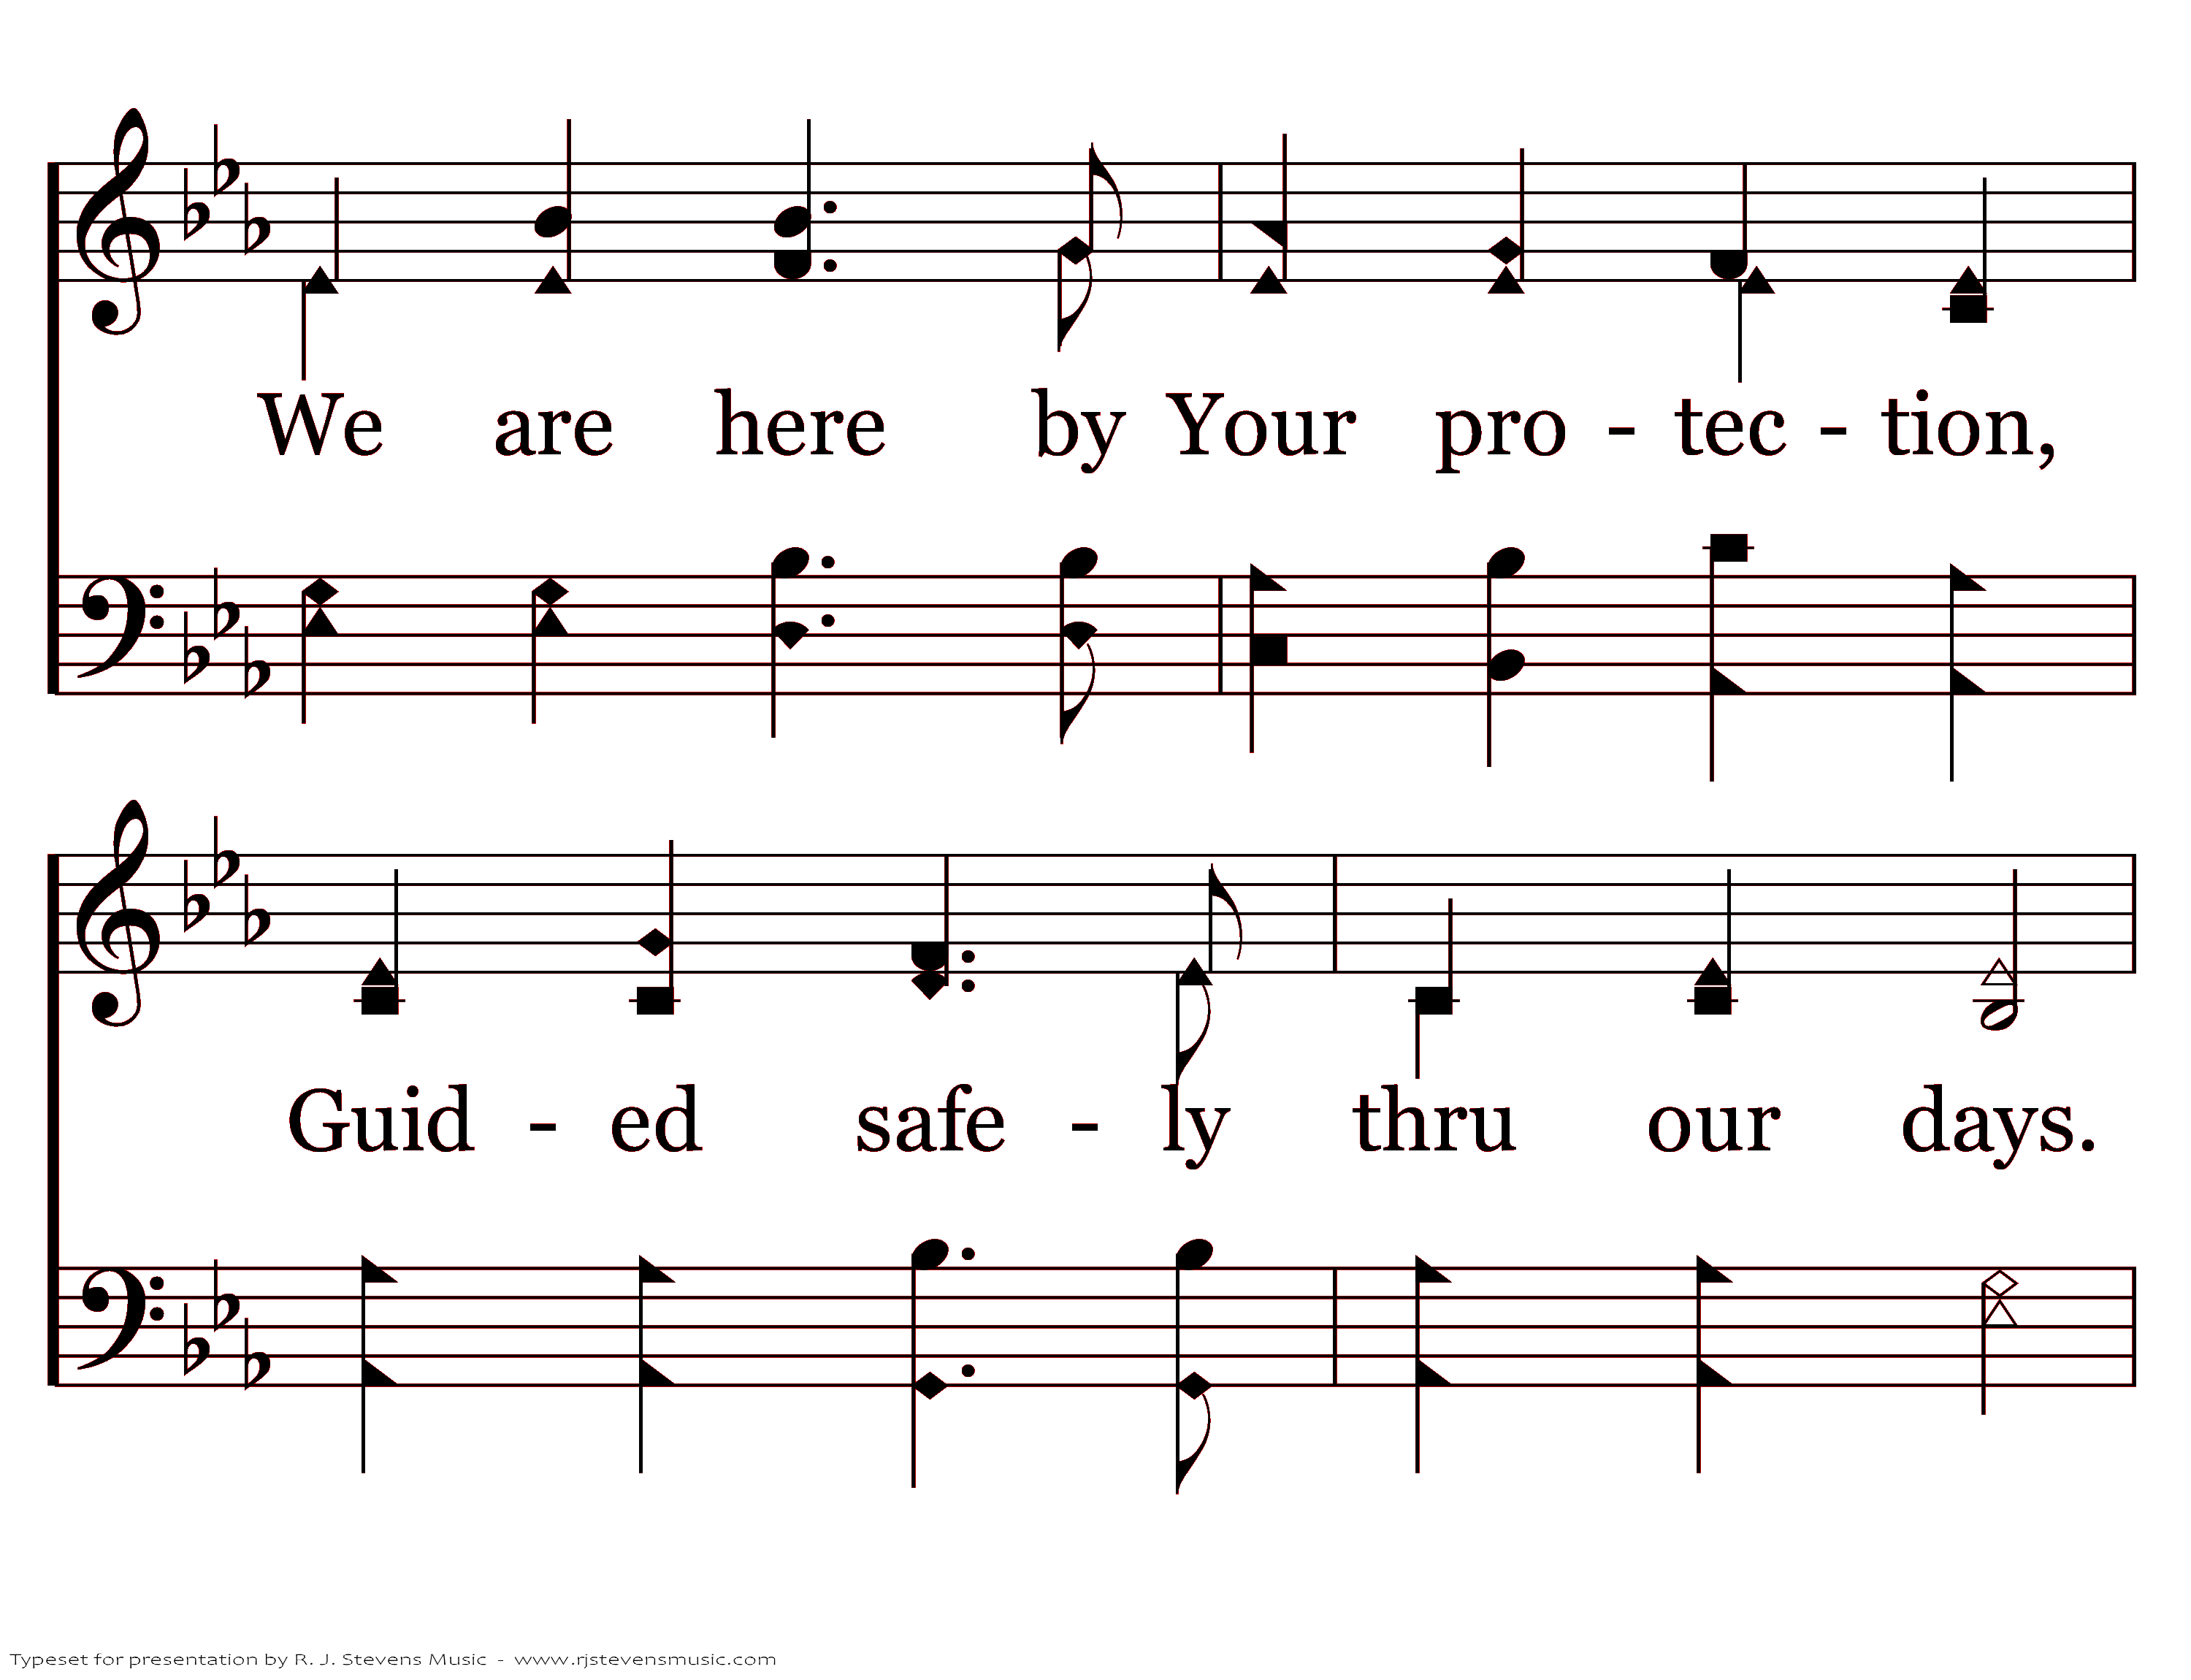 We are here by Your pro - tec - tion,
Guid - ed safe - ly thru our days.
Typeset for presentation by R. J. Stevens Music - www.rjstevensmusic.com